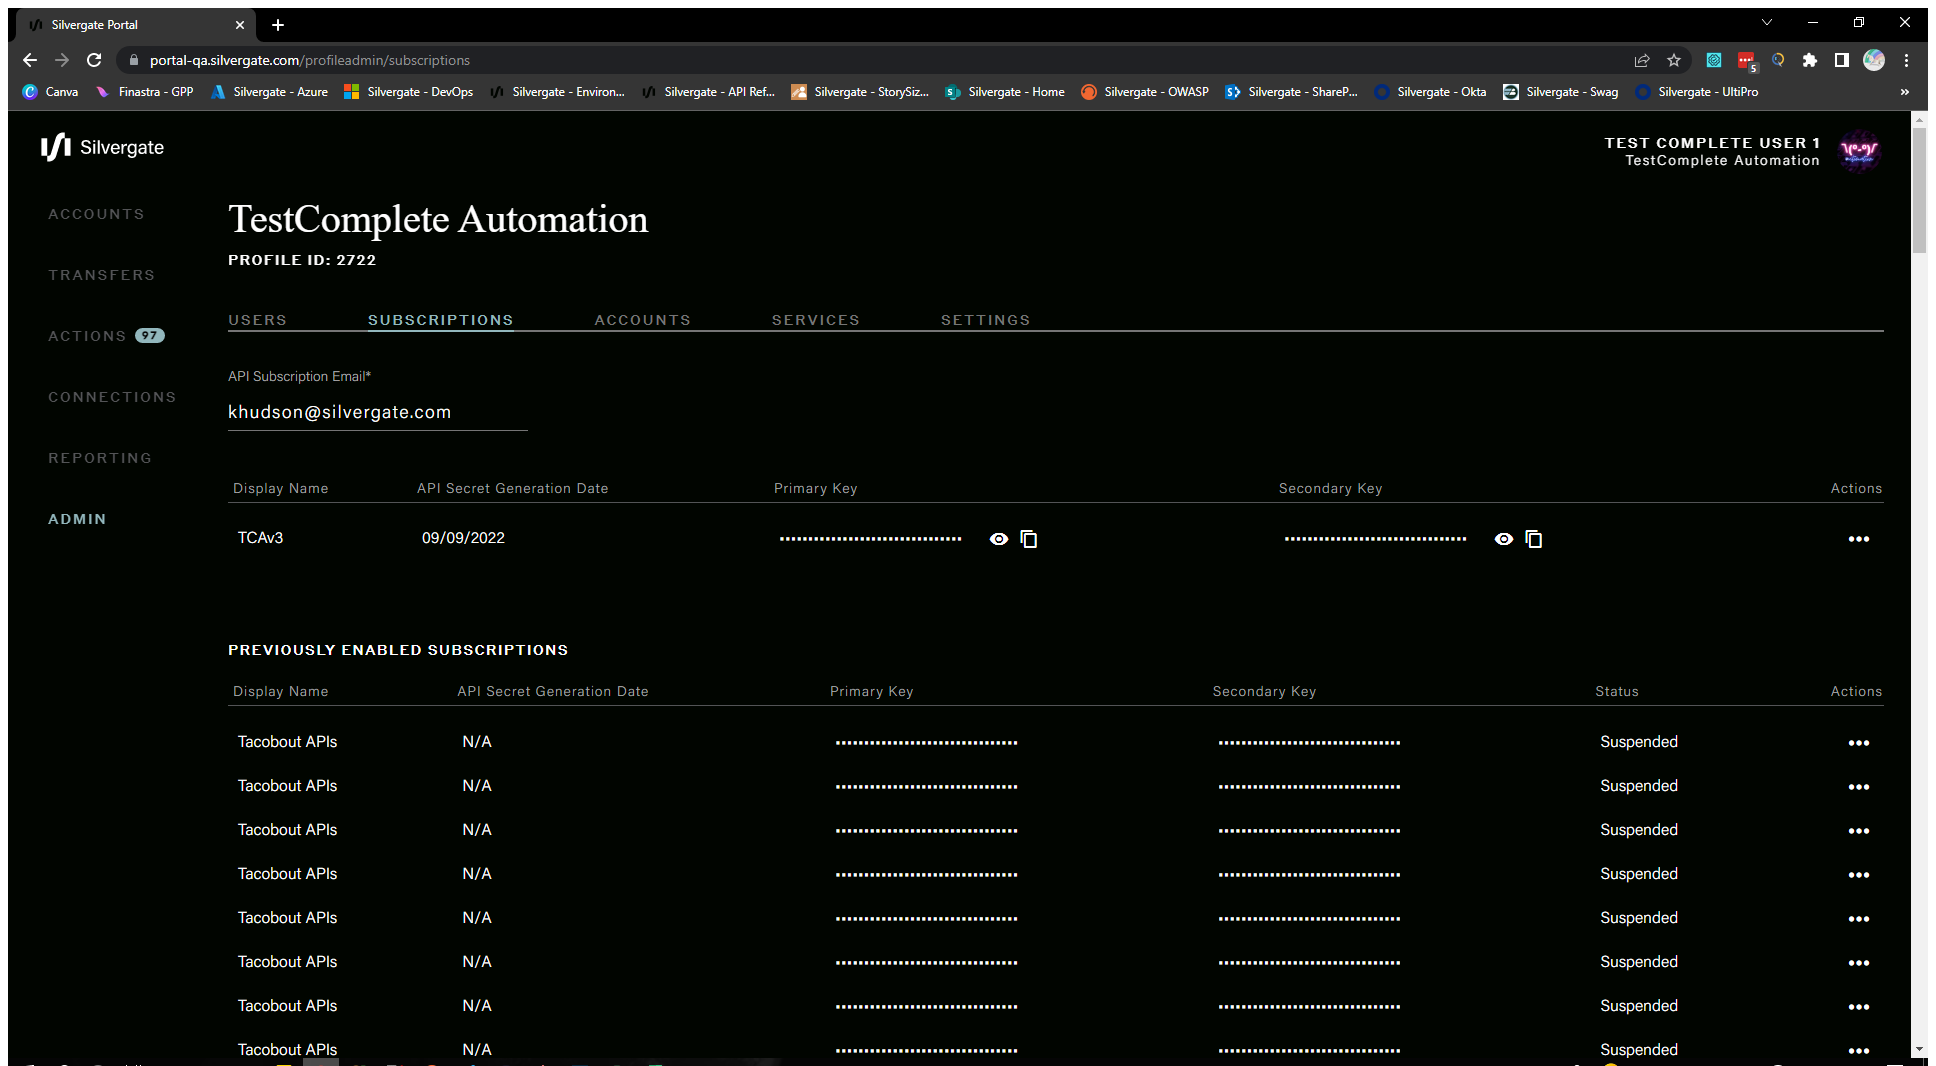 Silvergate Portal
portal-qa.silvergate.com/profileadmin/subscriptions
5
Canva
Finastra - GPP
Silvergate - Azure
Silvergate - DevOps
Silvergate - Environ...
Silvergate - API Ref...
Silvergate - StorySiz...
Silvergate - Home
Silvergate - OWASP
Silvergate - ShareP...
Silvergate - Okta
Silvergate - Swag
Silvergate - UltiPro
Silvergate
TEST COMPLETE USER 1
TestComplete Automation
ACCOUNTS
TRANSFERS
ACTIONS 97
CONNECTIONS
REPORTING
ADMIN
TestComplete Automation
PROFILE ID: 2722
USERS SUBSCRIPTIONS ACCOUNTS SERVICES SETTINGS
API Subscription Email*
khudson@silvergate.com
Display Name API Secret Generation Date Primary Key Secondary Key Actions
TCAv3 09/09/2022
PREVIOUSLY ENABLED SUBSCRIPTIONS
Display Name API Secret Generation Date Primary Key Secondary Key Status Actions
Tacobout APIs N/A Suspended
Tacobout APIs N/A Suspended
Tacobout APIs N/A Suspended
Tacobout APIs N/A Suspended
Tacobout APIs N/A Suspended
Tacobout APIs N/A Suspended
Tacobout APIs N/A Suspended
Tacobout APIs N/A Suspended